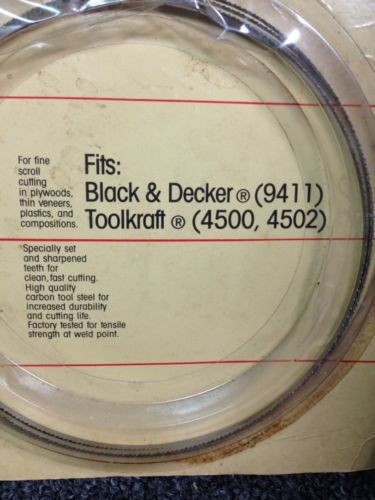 For fine
scroll
cutting
in plywoods,
thin veneers,
plastics, and
compositions.
Fits:
Black & Decker ® (9411)
Toolkraft ® (4500, 4502)
Specially set
and sharpened
teeth for
clean, fast cutting.
High quality
carbon tool steel for
increased durability
and cutting life.
Factory tested for tensile
strength at weld point.